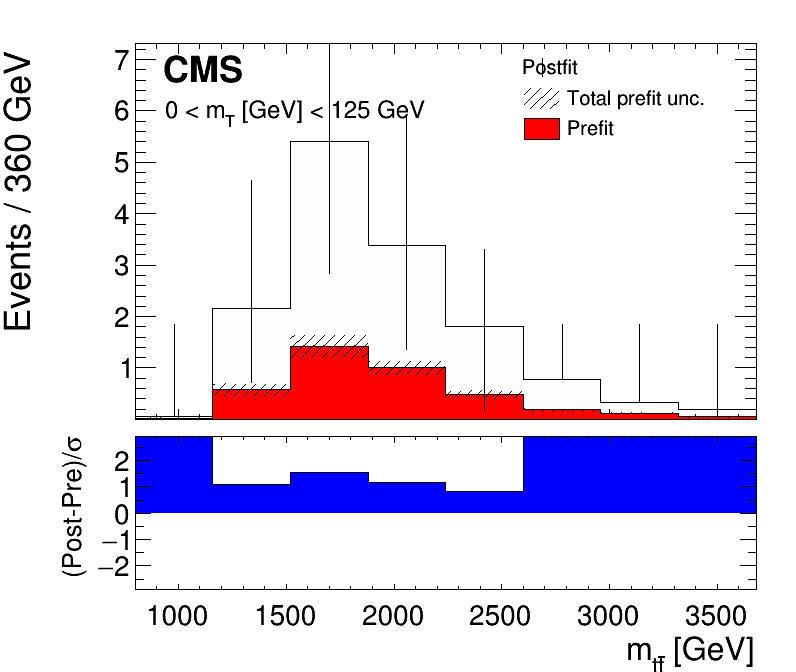 CMS
0 < m_T [GeV] < 125 GeV
Postfit
Total prefit unc.
Prefit
Events / 360 GeV
7
6
5
4
3
2
1
(Post-Pre)/σ
2
1
0
−1
−2
1000 1500 2000 2500 3000 3500
m_tt̄ [GeV]